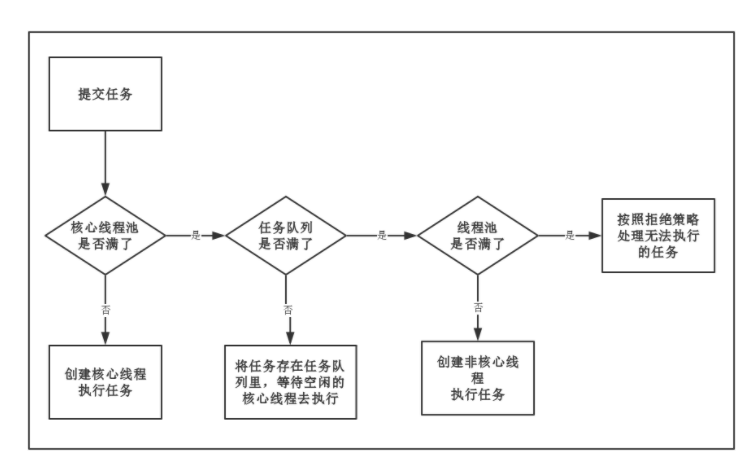 提交任务
核心线程池
是否满了
是
任务队列
是否满了
是
线程池
是否满了
是
按照拒绝策略
处理无法执行
的任务
否
否
否
创建核心线程
执行任务
将任务存在任务队
列里，等待空闲的
核心线程去执行
创建非核心线
程
执行任务